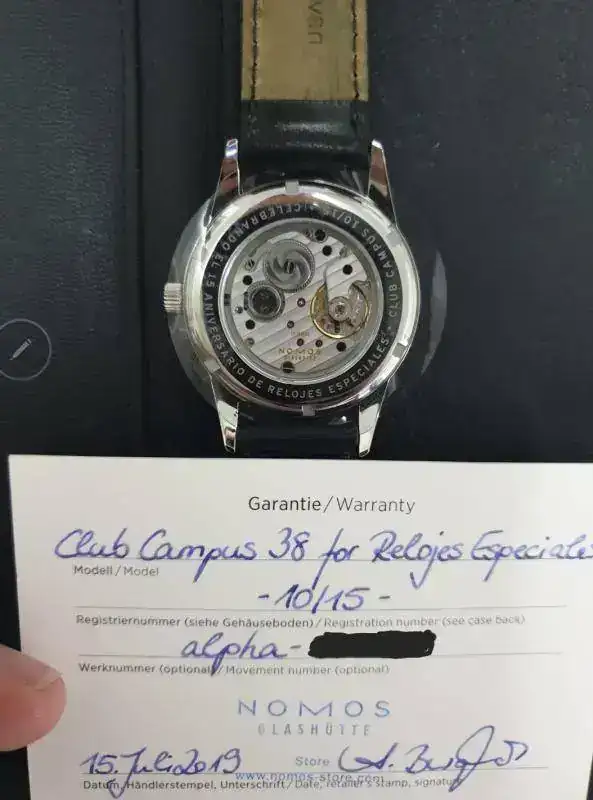 CELEBRANDO EL 15 ANIVERSARIO DE RELOJES ESPECIALES · CLUB CAMPUS 10/15 ·
NOMOS
GLASHÜTTE
Garantie/Warranty
Club Campus 38 for Relojes Especiales
Modell/Model
-10/15-
Registriernummer (siehe Gehäuseboden)/Registration number (see case back)
alpha-
Werknummer (optional)/Movement number (optional)
NOMOS
GLASHÜTTE
15. Juli 2019 Store
www.nomos-store.com
Datum, Händlerstempel, Unterschrift/Date, retailer's stamp, signature